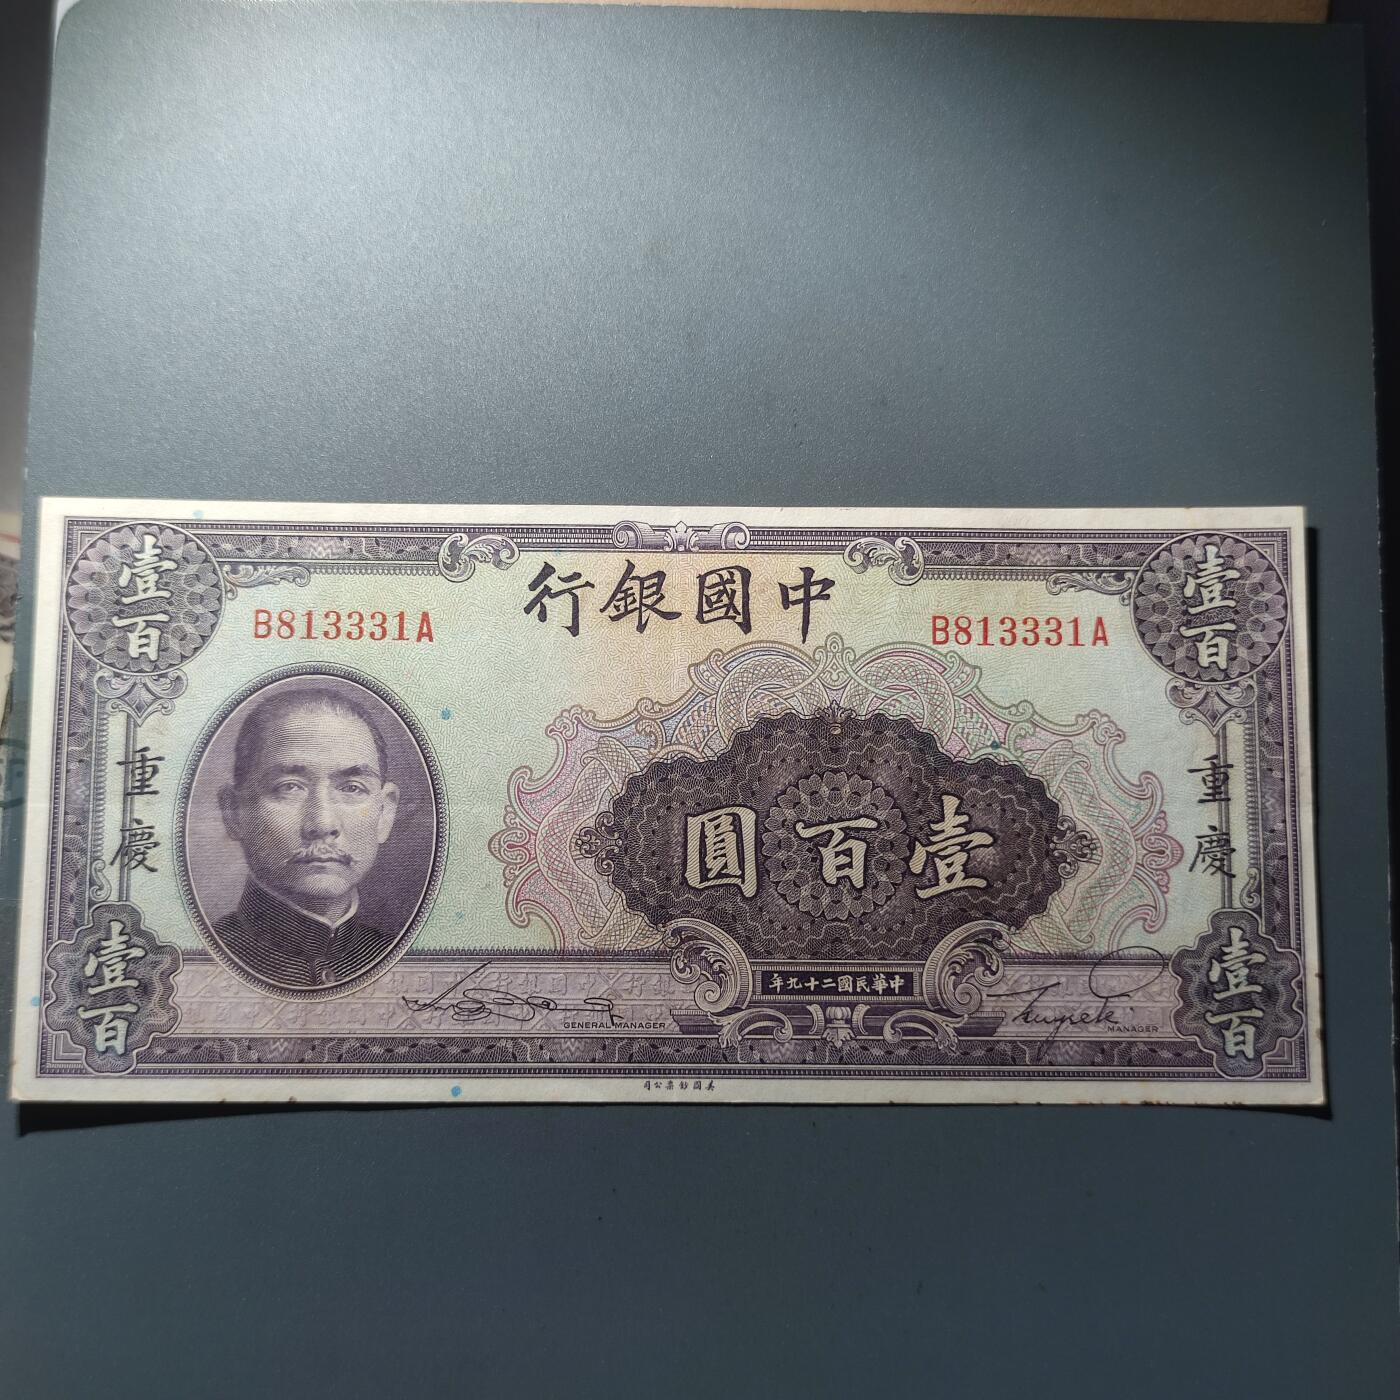 中國銀行
壹百
B813331A
B813331A
壹百
重慶
重慶
壹百圓
壹百
中華民國二十九年
壹百
GENERAL MANAGER
MANAGER
美國鈔票公司